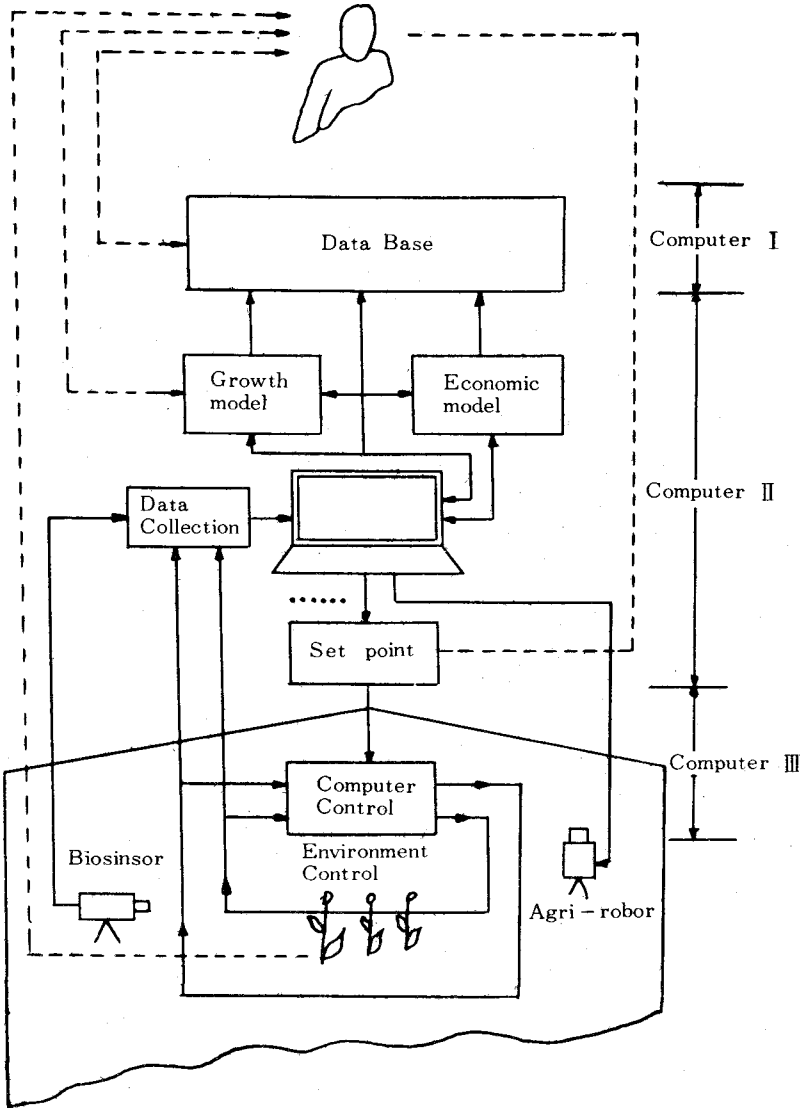 Data Base
Computer I
Growth
model
Economic
model
Computer II
Data
Collection
Set point
Computer III
Computer
Control
Environment
Control
Biosinsor
Agri-robor